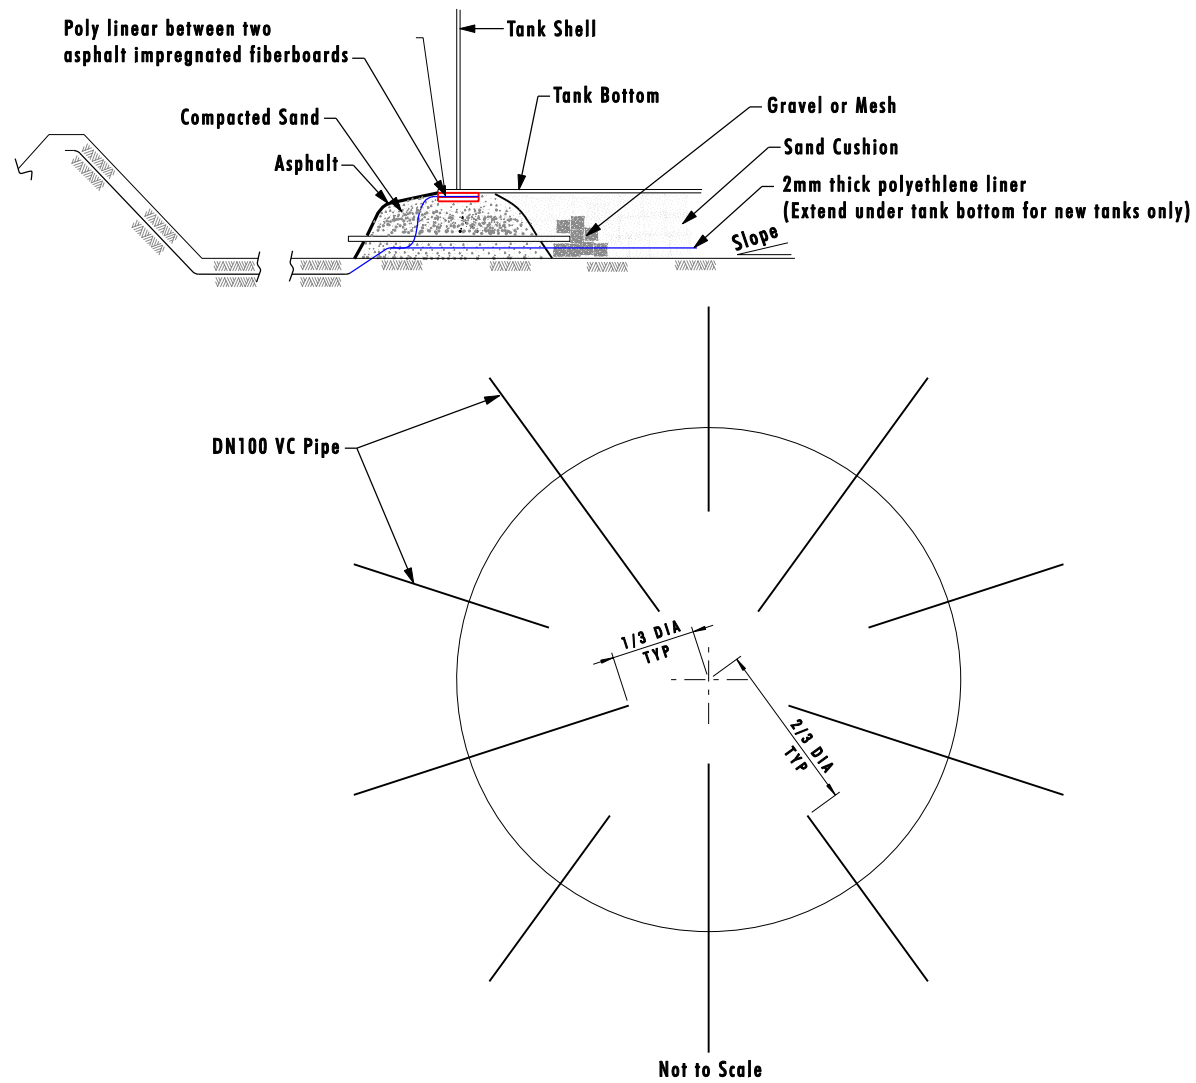 Poly linear between two
asphalt impregnated fiberboards
Tank Shell
Tank Bottom
Gravel or Mesh
Compacted Sand
Sand Cushion
Asphalt
2mm thick polyethlene liner
(Extend under tank bottom for new tanks only)
Slope
DN100 VC Pipe
1/3 DIA
TYP
2/3 DIA
TYP
Not to Scale